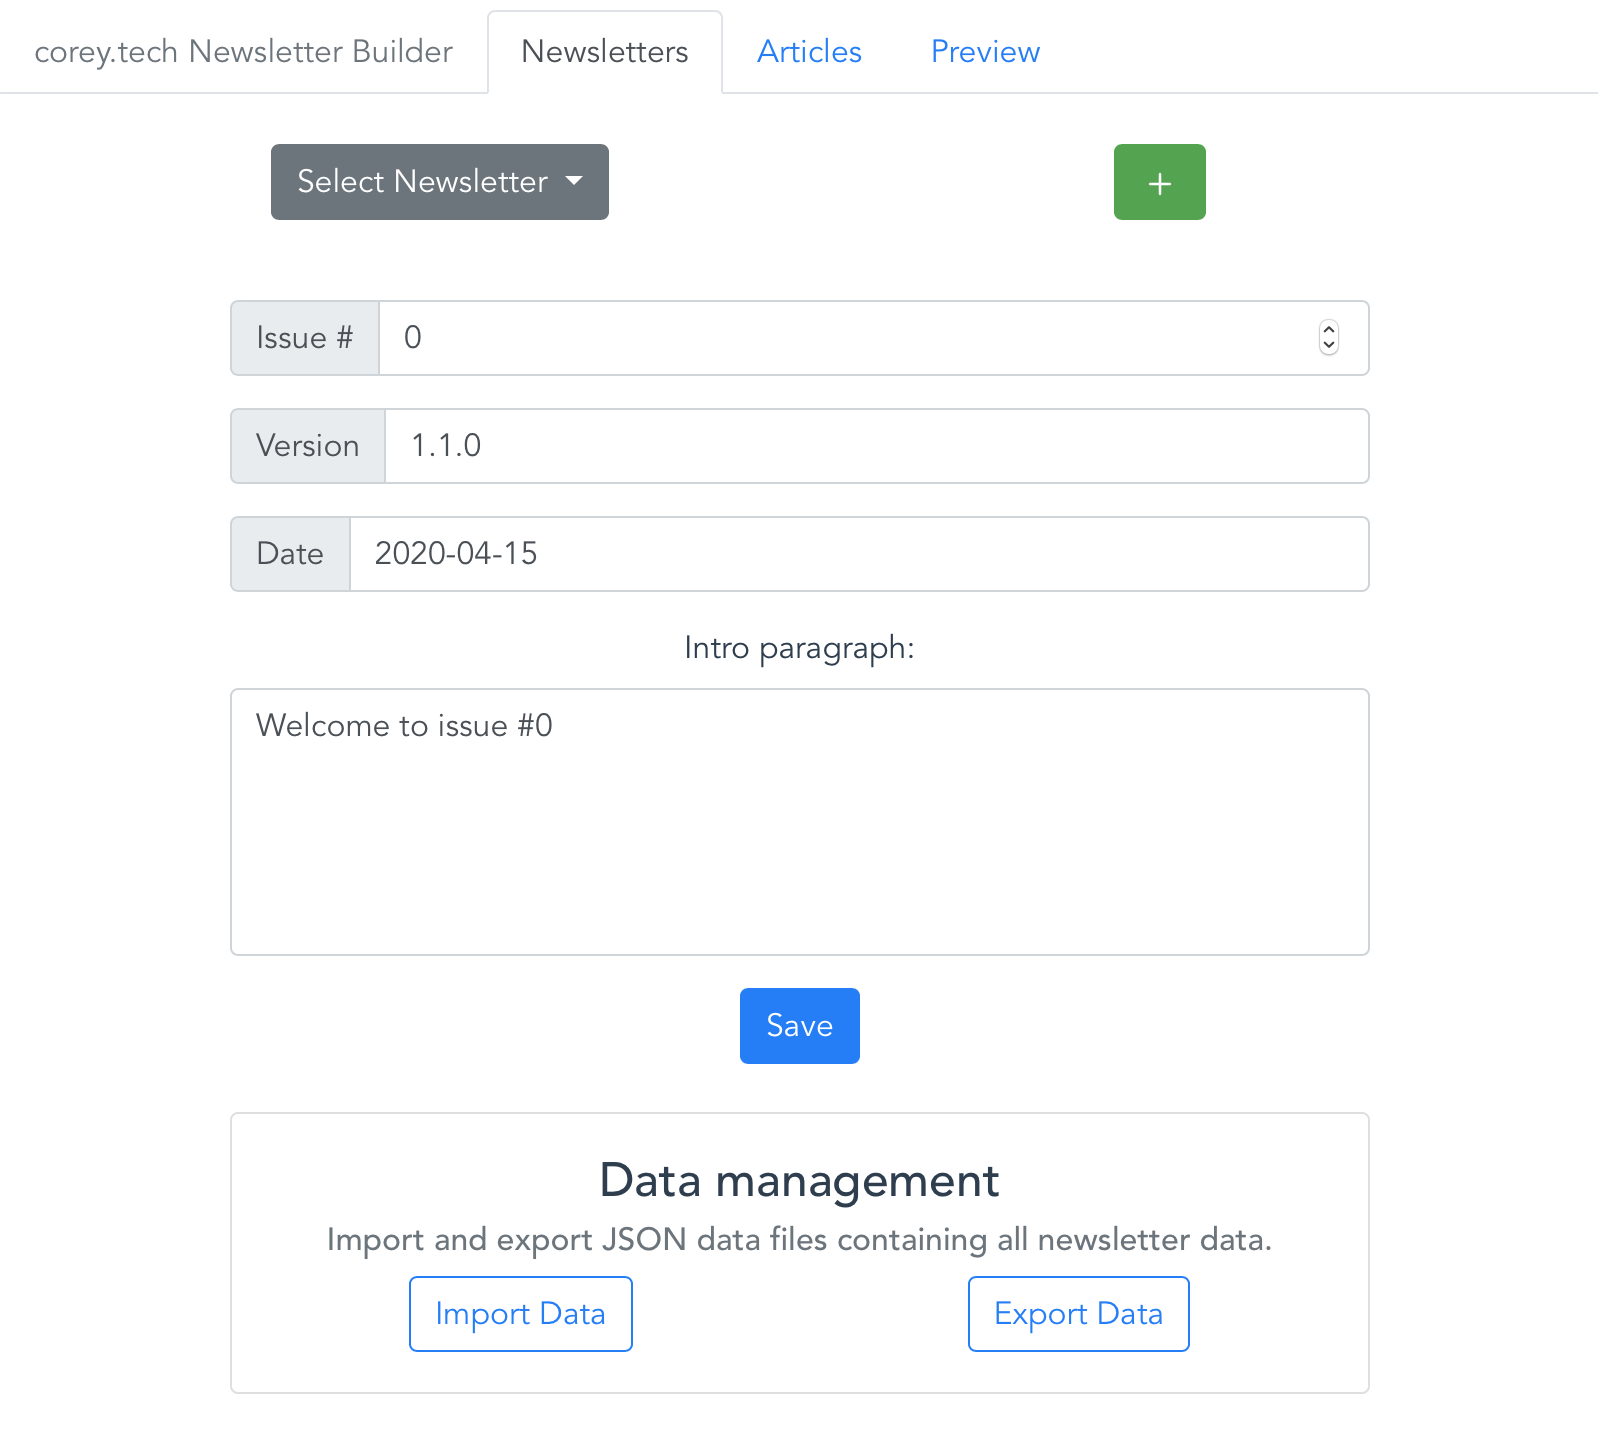 corey.tech Newsletter Builder Newsletters Articles Preview
Select Newsletter +
Issue # 0
Version 1.1.0
Date 2020-04-15
Intro paragraph:
Welcome to issue #0
Save
Data management
Import and export JSON data files containing all newsletter data.
Import Data Export Data